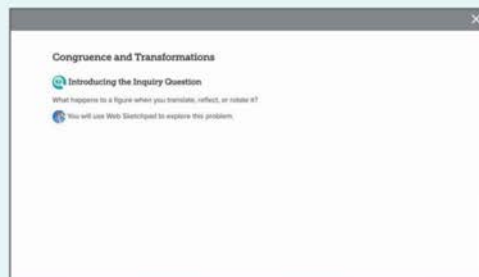 Congruence and Transformations
Introducing the Inquiry Question
What happens to a figure when you translate, reflect, or rotate it?
You will use Web Sketchpad to explore this problem.